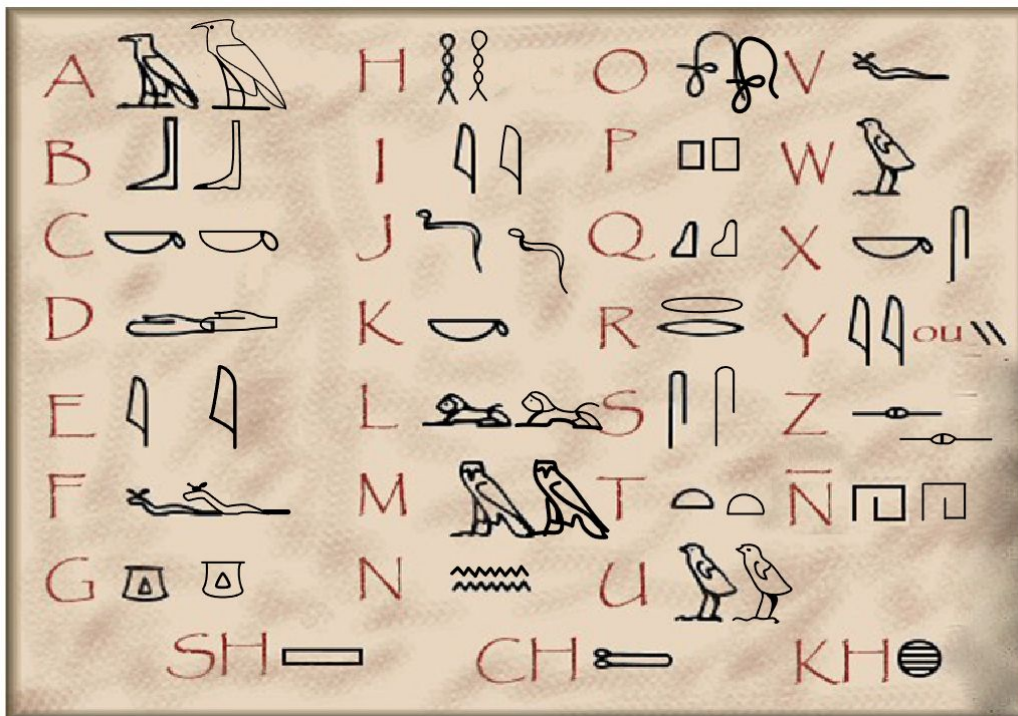 A H O V
B I P W
C J Q X
D K R Y ou
E L S Z
F M T N̄
G N U
SH CH KH